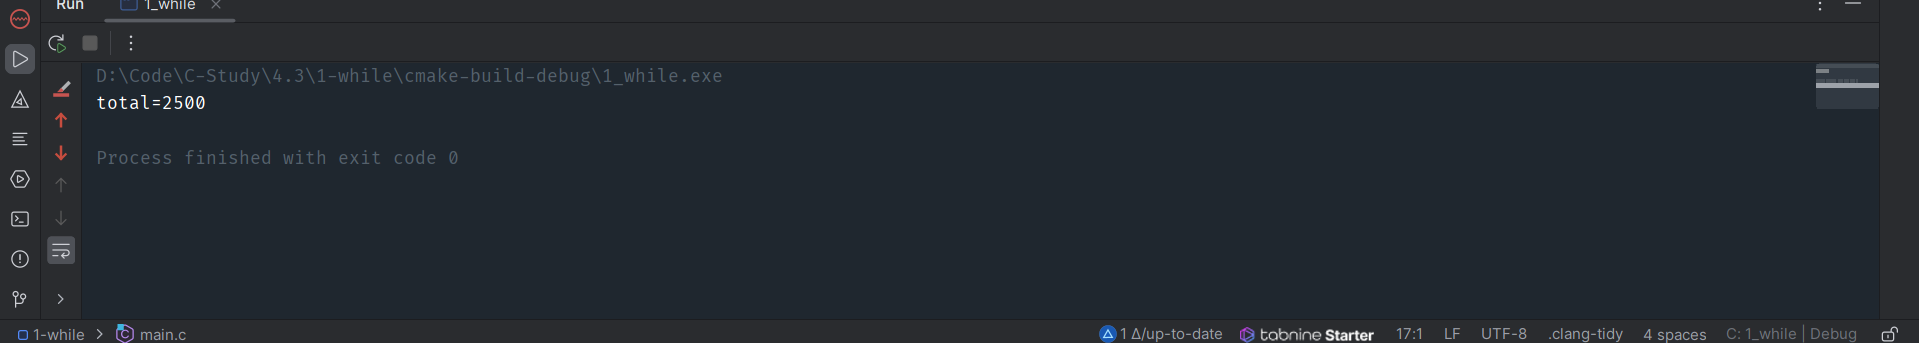 Run
1_while
D:\Code\C-Study\4.3\1-while\cmake-build-debug\1_while.exe
total=2500
Process finished with exit code 0
1-while > main.c
1 Δ/up-to-date tabnine Starter 17:1 LF UTF-8 .clang-tidy 4 spaces C: 1_while | Debug